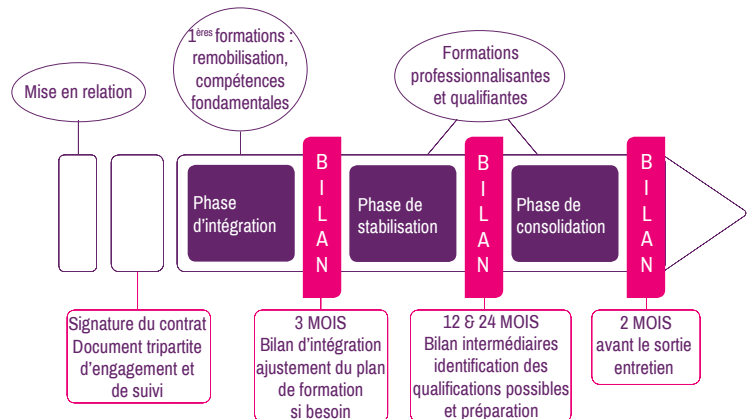 1ères formations :
remobilisation,
compétences
fondamentales
Formations
professionnalisantes
et qualifiantes
Mise en relation
Phase
d'intégration
BILAN
Phase de
stabilisation
BILAN
Phase de
consolidation
BILAN
Signature du contrat
Document tripartite
d'engagement et
de suivi
3 MOIS
Bilan d'intégration
ajustement du plan
de formation
si besoin
12 & 24 MOIS
Bilan intermédiaires
identification des
qualifications possibles
et préparation
2 MOIS
avant le sortie
entretien